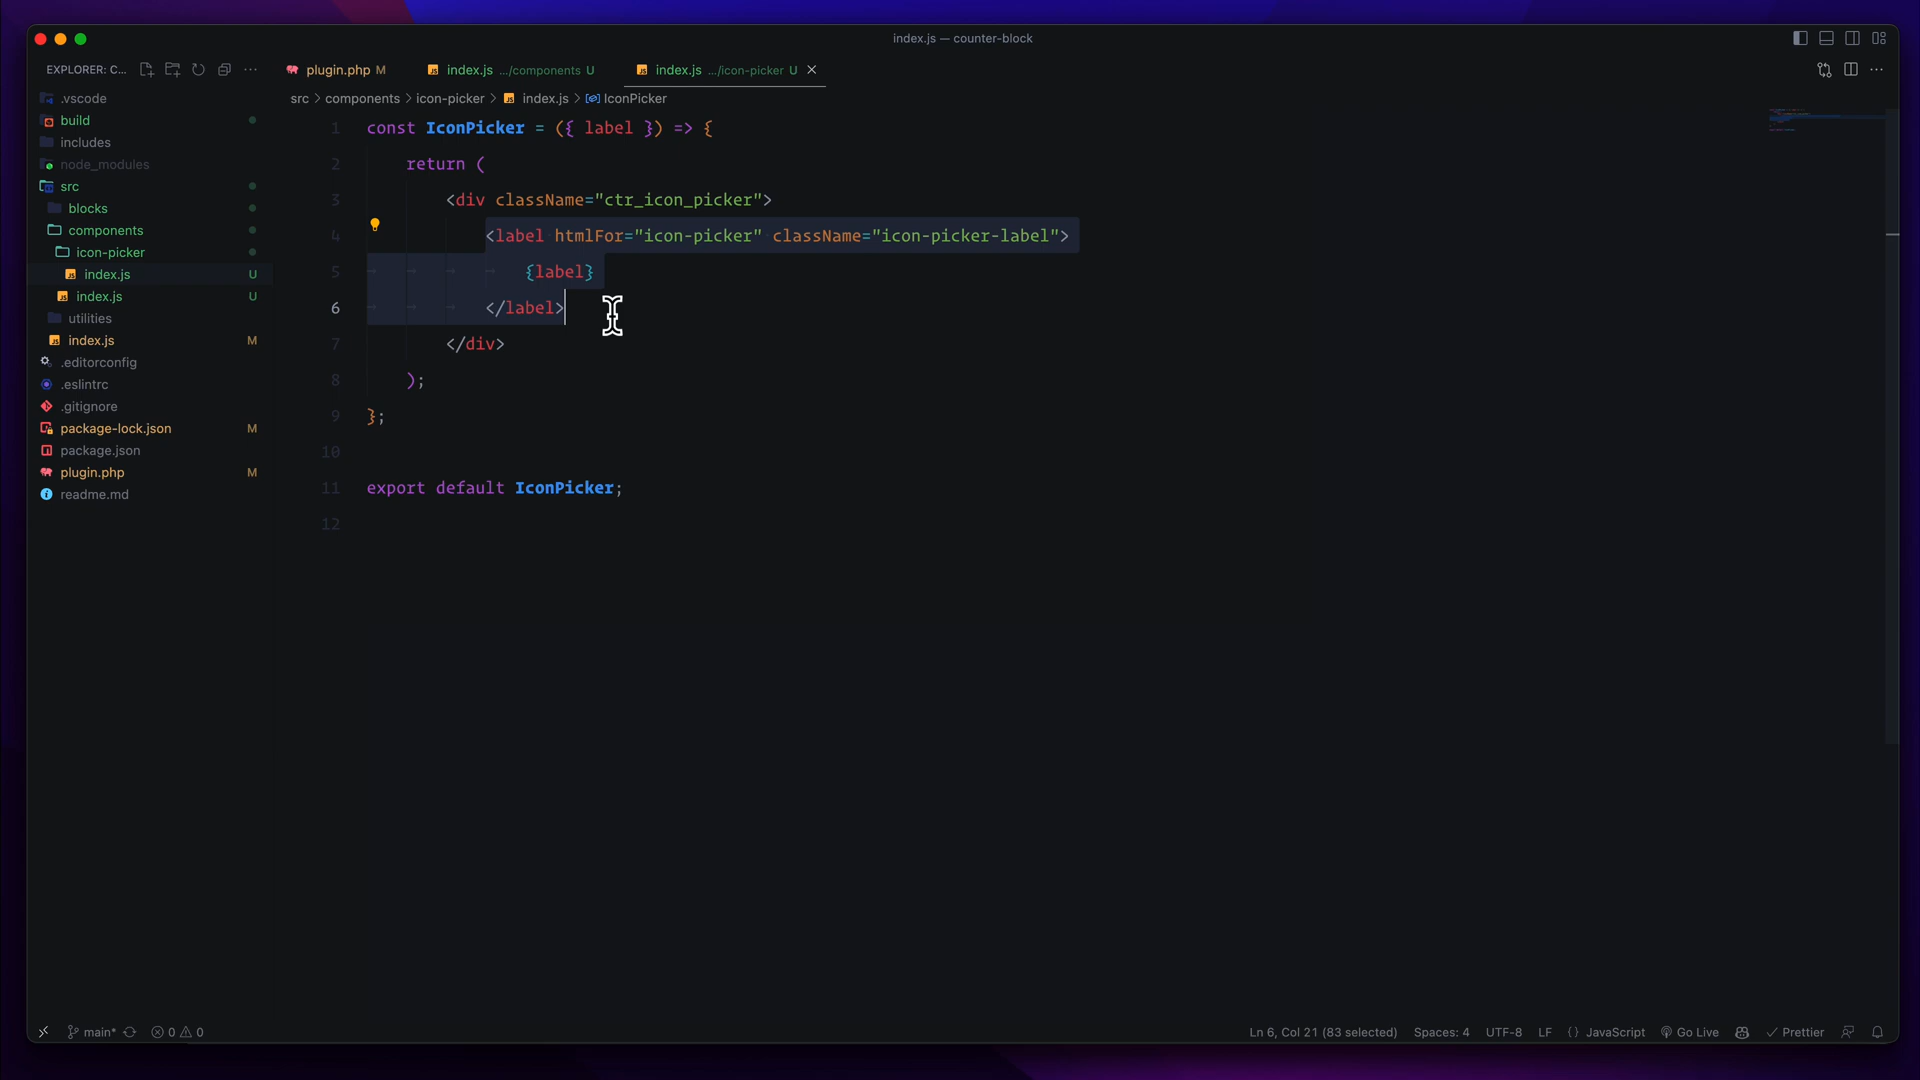 index.js — counter-block
EXPLORER: C...
plugin.php M
index.js .../components U
index.js .../icon-picker U
src > components > icon-picker > index.js > IconPicker
.vscode
build
includes
node_modules
src
blocks
components
icon-picker
index.js U
index.js U
utilities
index.js M
.editorconfig
.eslintrc
.gitignore
package-lock.json M
package.json
plugin.php M
readme.md
1 const IconPicker = ({ label }) => {
2 return (
3 <div className="ctr_icon_picker">
4 <label htmlFor="icon-picker" className="icon-picker-label">
5 {label}
6 </label>
7 </div>
8 );
9 };
10
11 export default IconPicker;
12
main* 0 0
Ln 6, Col 21 (83 selected) Spaces: 4 UTF-8 LF {} JavaScript Go Live Prettier